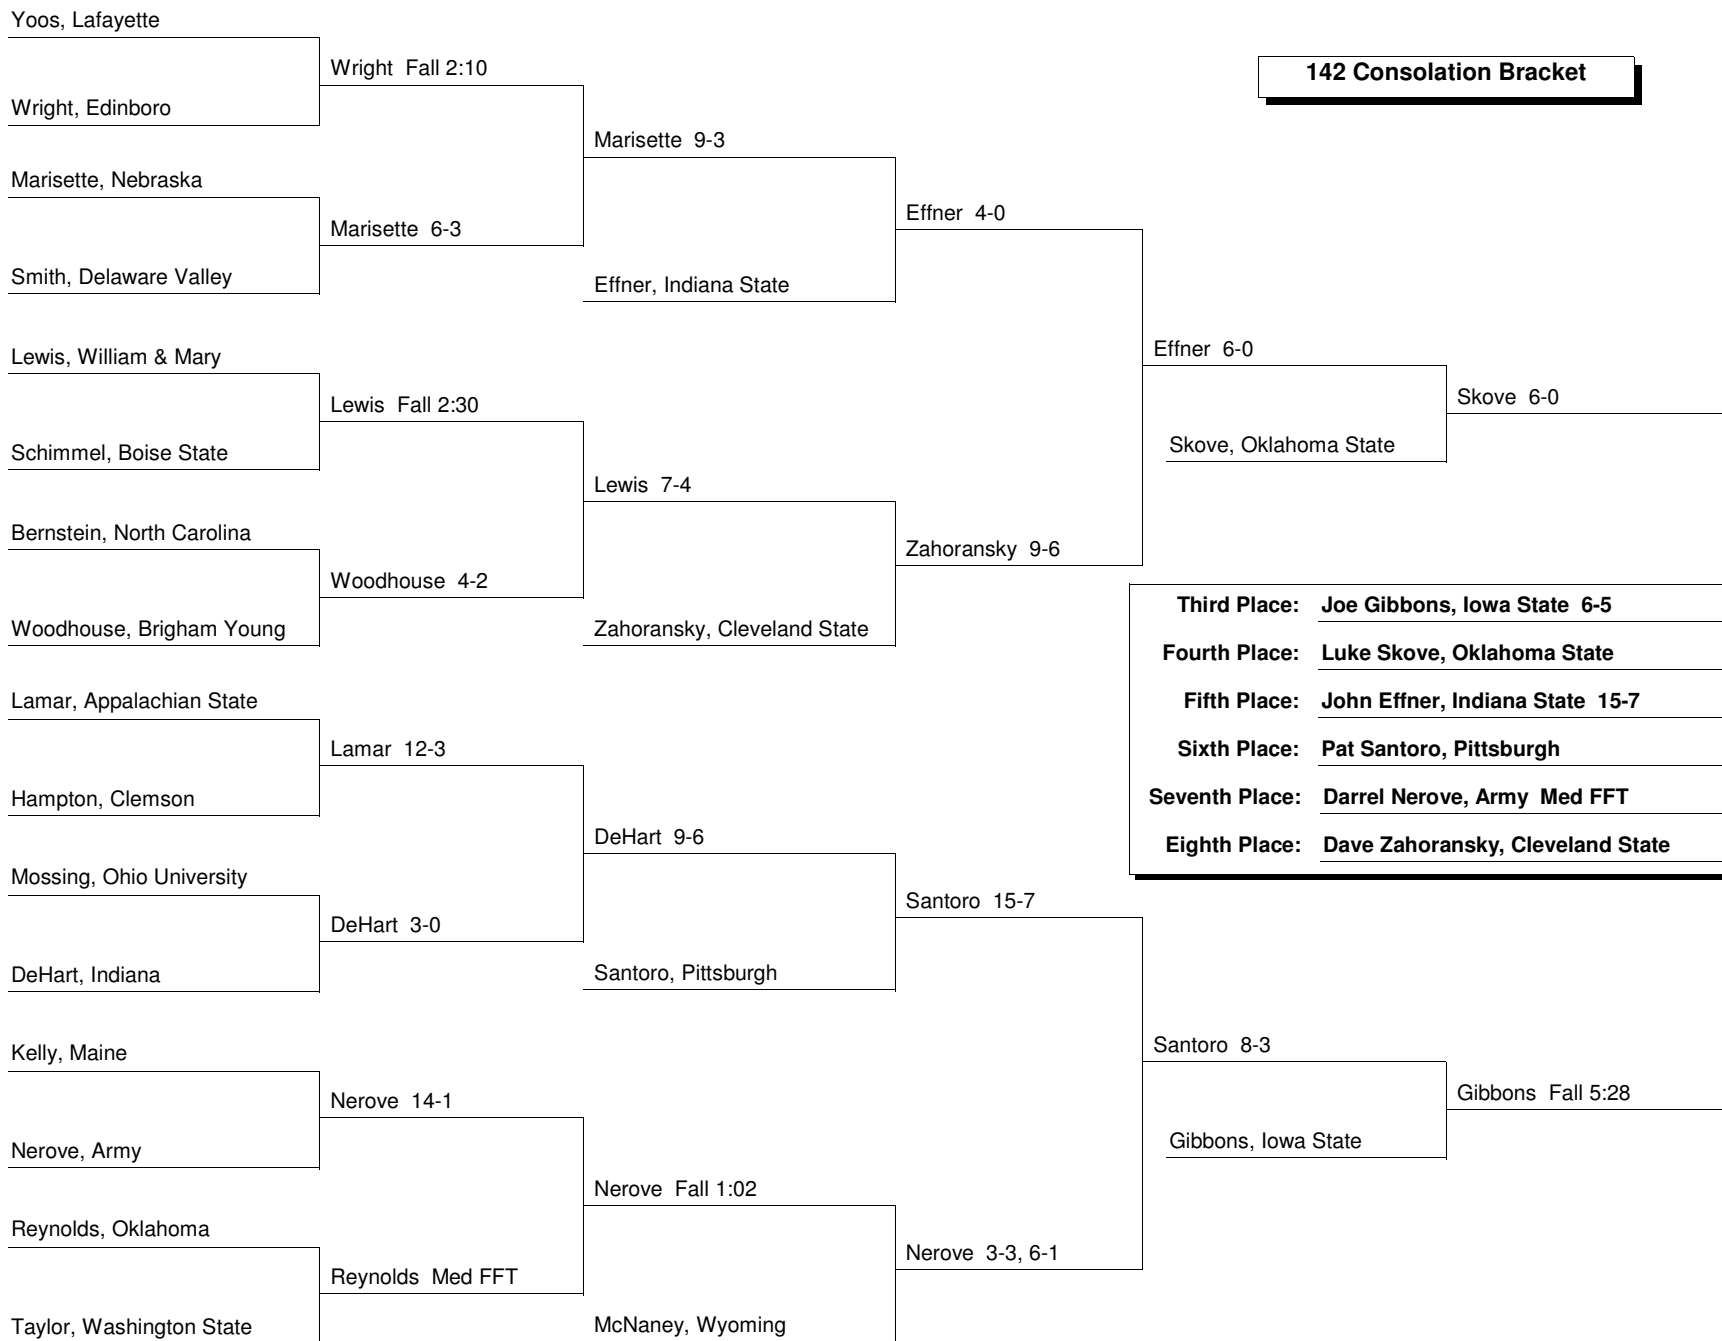 Yoos, Lafayette
Wright Fall 2:10
142 Consolation Bracket
Wright, Edinboro
Marisette 9-3
Marisette, Nebraska
Effner 4-0
Marisette 6-3
Smith, Delaware Valley
Effner, Indiana State
Effner 6-0
Lewis, William & Mary
Skove 6-0
Lewis Fall 2:30
Skove, Oklahoma State
Schimmel, Boise State
Lewis 7-4
Bernstein, North Carolina
Zahoransky 9-6
Woodhouse 4-2
Woodhouse, Brigham Young
Zahoransky, Cleveland State
Third Place: Joe Gibbons, Iowa State 6-5
Fourth Place: Luke Skove, Oklahoma State
Fifth Place: John Effner, Indiana State 15-7
Sixth Place: Pat Santoro, Pittsburgh
Seventh Place: Darrel Nerove, Army Med FFT
Eighth Place: Dave Zahoransky, Cleveland State
Lamar, Appalachian State
Lamar 12-3
Hampton, Clemson
DeHart 9-6
Mossing, Ohio University
Santoro 15-7
DeHart 3-0
DeHart, Indiana
Santoro, Pittsburgh
Santoro 8-3
Kelly, Maine
Gibbons Fall 5:28
Nerove 14-1
Gibbons, Iowa State
Nerove, Army
Nerove Fall 1:02
Reynolds, Oklahoma
Nerove 3-3, 6-1
Reynolds Med FFT
McNaney, Wyoming
Taylor, Washington State